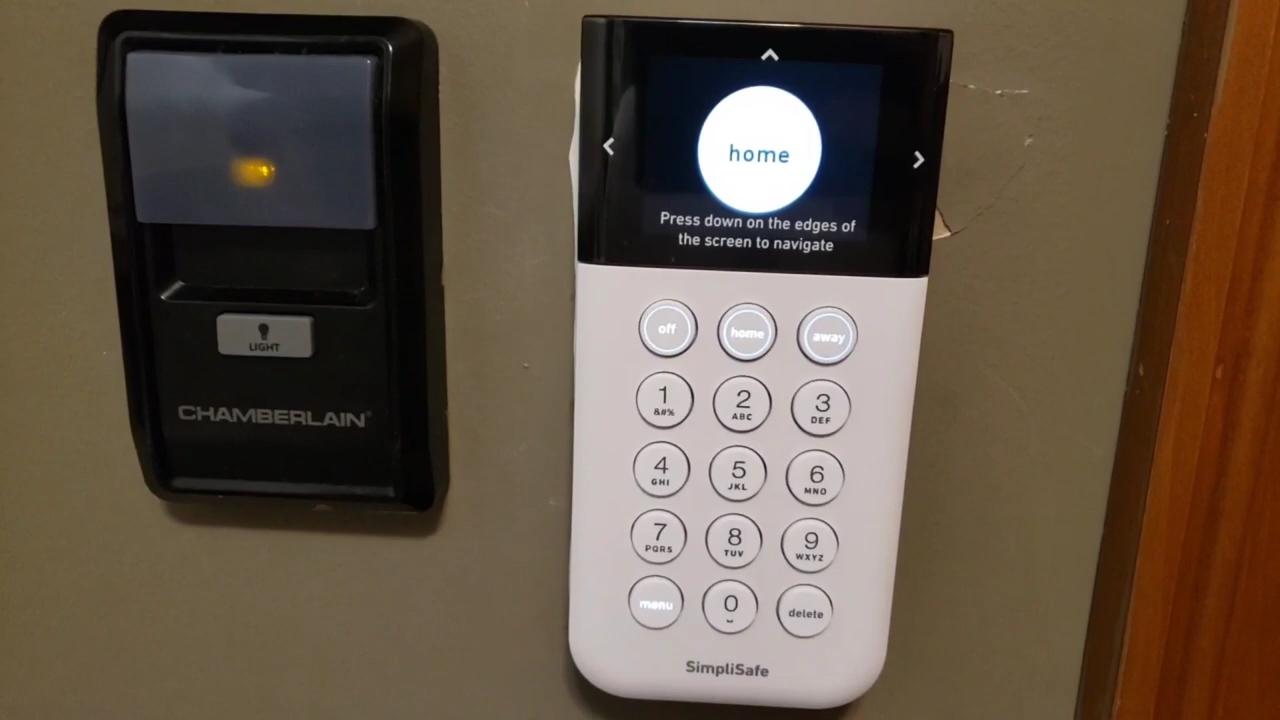 LIGHT
CHAMBERLAIN®
home
Press down on the edges of
the screen to navigate
off home away
1 2 3
&#% ABC DEF
4 5 6
GHI JKL MNO
7 8 9
PQRS TUV WXYZ
menu 0 delete
SimpliSafe